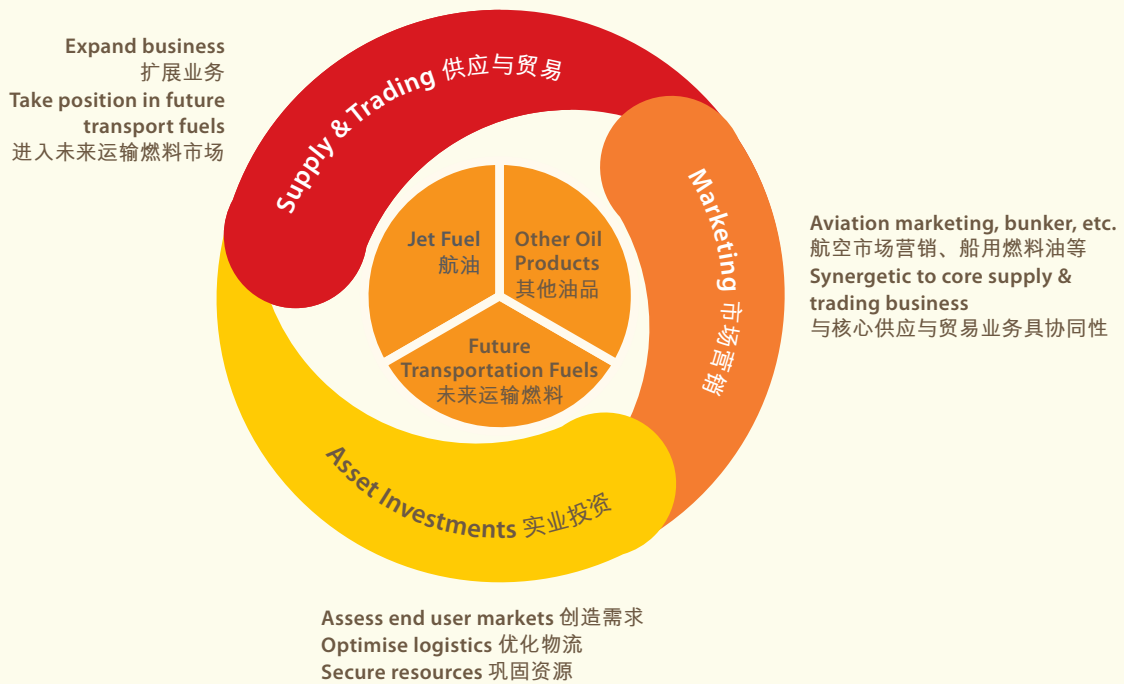 Expand business
扩展业务
Take position in future
transport fuels
进入未来运输燃料市场
Supply & Trading 供应与贸易
Marketing 市场营销
Aviation marketing, bunker, etc.
航空市场营销、船用燃料油等
Synergetic to core supply &
trading business
与核心供应与贸易业务具协同性
Jet Fuel
航油
Other Oil
Products
其他油品
Future
Transportation Fuels
未来运输燃料
Asset Investments 实业投资
Assess end user markets 创造需求
Optimise logistics 优化物流
Secure resources 巩固资源